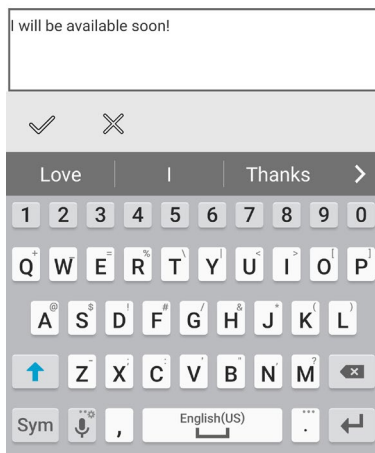 I will be available soon!
Love I Thanks
1 2 3 4 5 6 7 8 9 0
Q+ W_ E= R% T\ Y| U< I> O[ P]
A@ S$ D! F# G/ H& J* K( L)
Z- X; C: V' B" N, M?
Sym , English(US) .